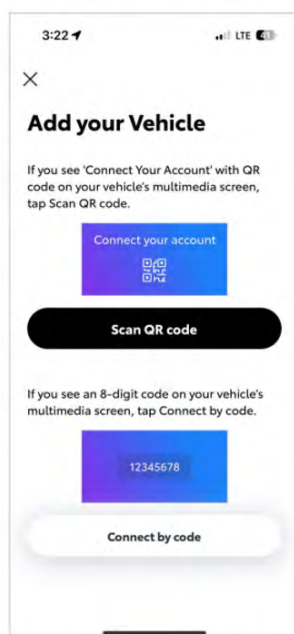 3:22
LTE 41
Add your Vehicle
If you see 'Connect Your Account' with QR
code on your vehicle's multimedia screen,
tap Scan QR code.
Connect your account
Scan QR code
If you see an 8-digit code on your vehicle's
multimedia screen, tap Connect by code.
12345678
Connect by code